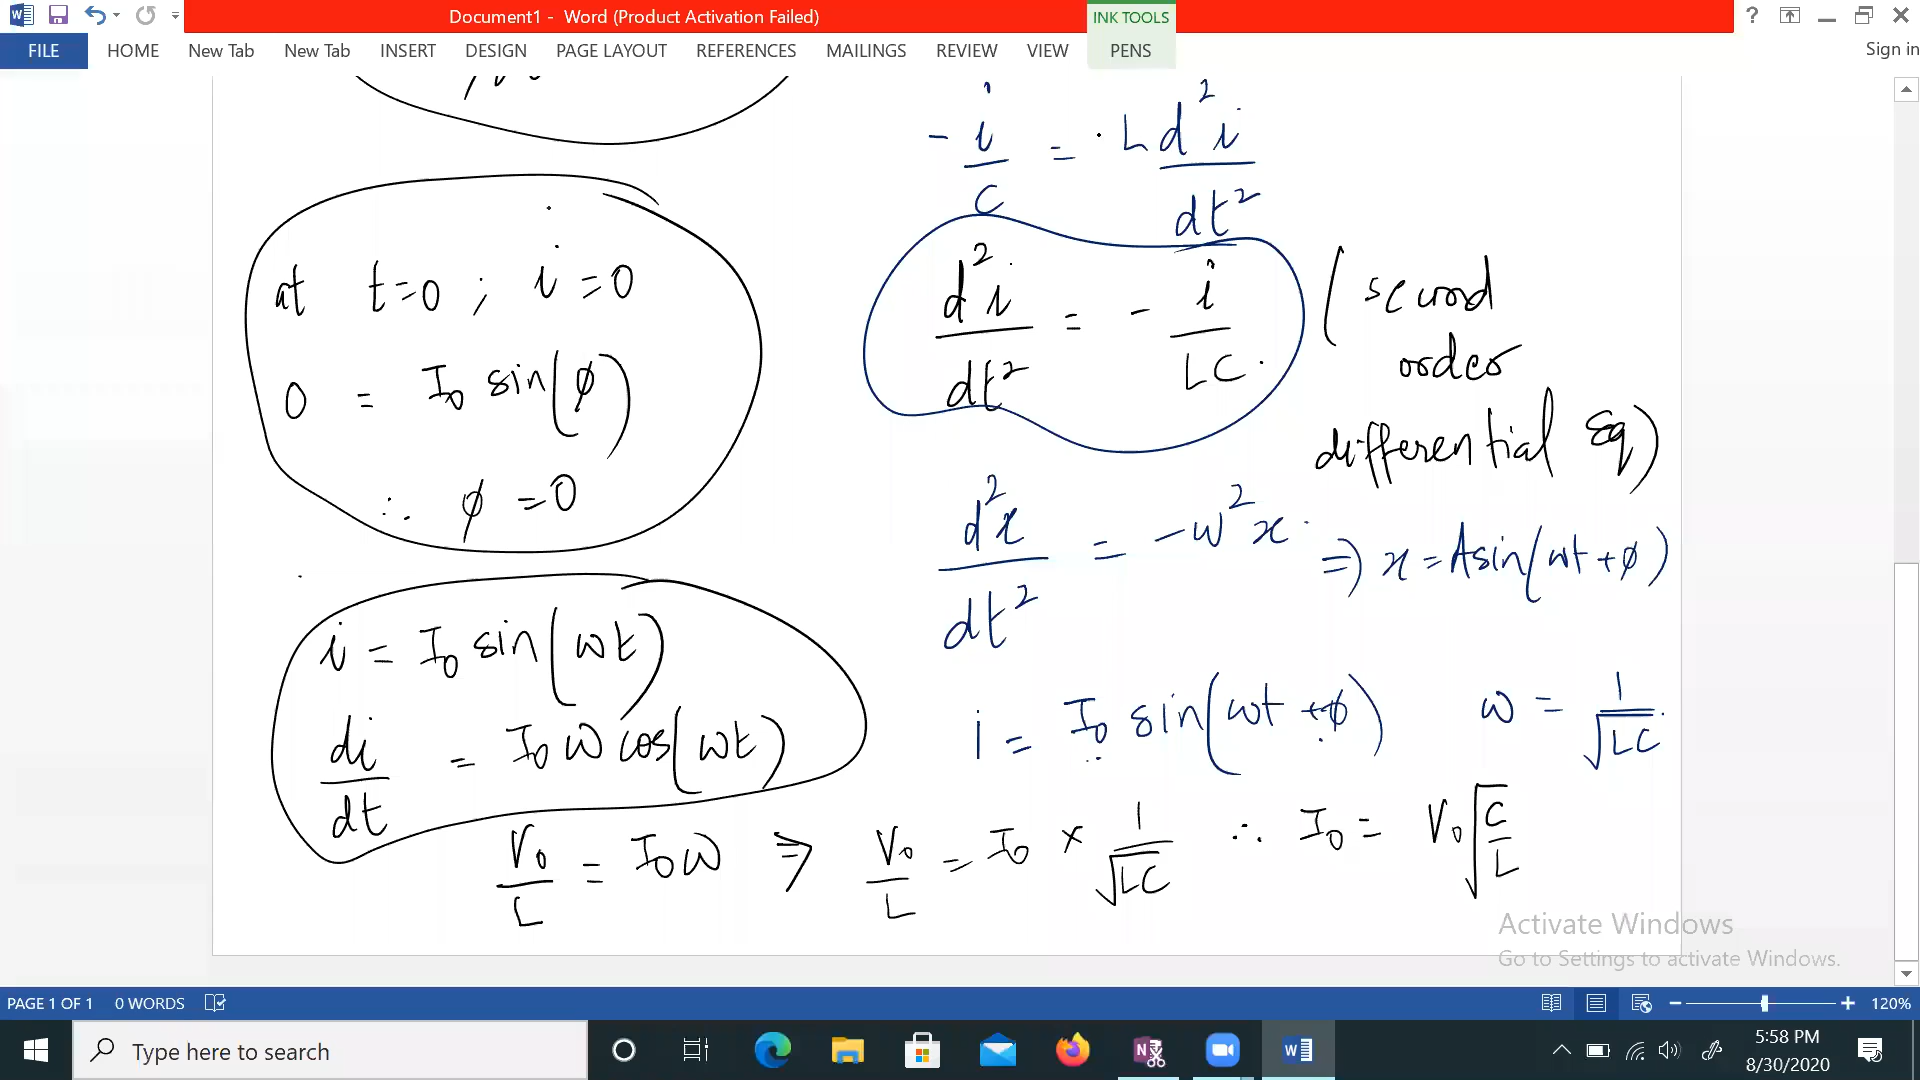 Document1 - Word (Product Activation Failed)
INK TOOLS
?
FILE HOME New Tab New Tab INSERT DESIGN PAGE LAYOUT REFERENCES MAILINGS REVIEW VIEW PENS
Sign in
at t=0 ; i=0
0 = I₀ sin(φ)
∴ φ=0
i = I₀ sin(ωt)
di/dt = I₀ω cos(ωt)
-i/C = L d²i/dt²
d²i/dt² = -i/LC
(second
order
differential Eq)
d²x/dt² = -ω²x ⇒ x=Asin(ωt+φ)
i = I₀ sin(ωt+φ) ω = 1/√LC
V₀/L = I₀ω ⇒ V₀/L = I₀ × 1/√LC ∴ I₀ = V₀√C/L
Activate Windows
Go to Settings to activate Windows.
PAGE 1 OF 1 0 WORDS
120%
Type here to search
5:58 PM
8/30/2020